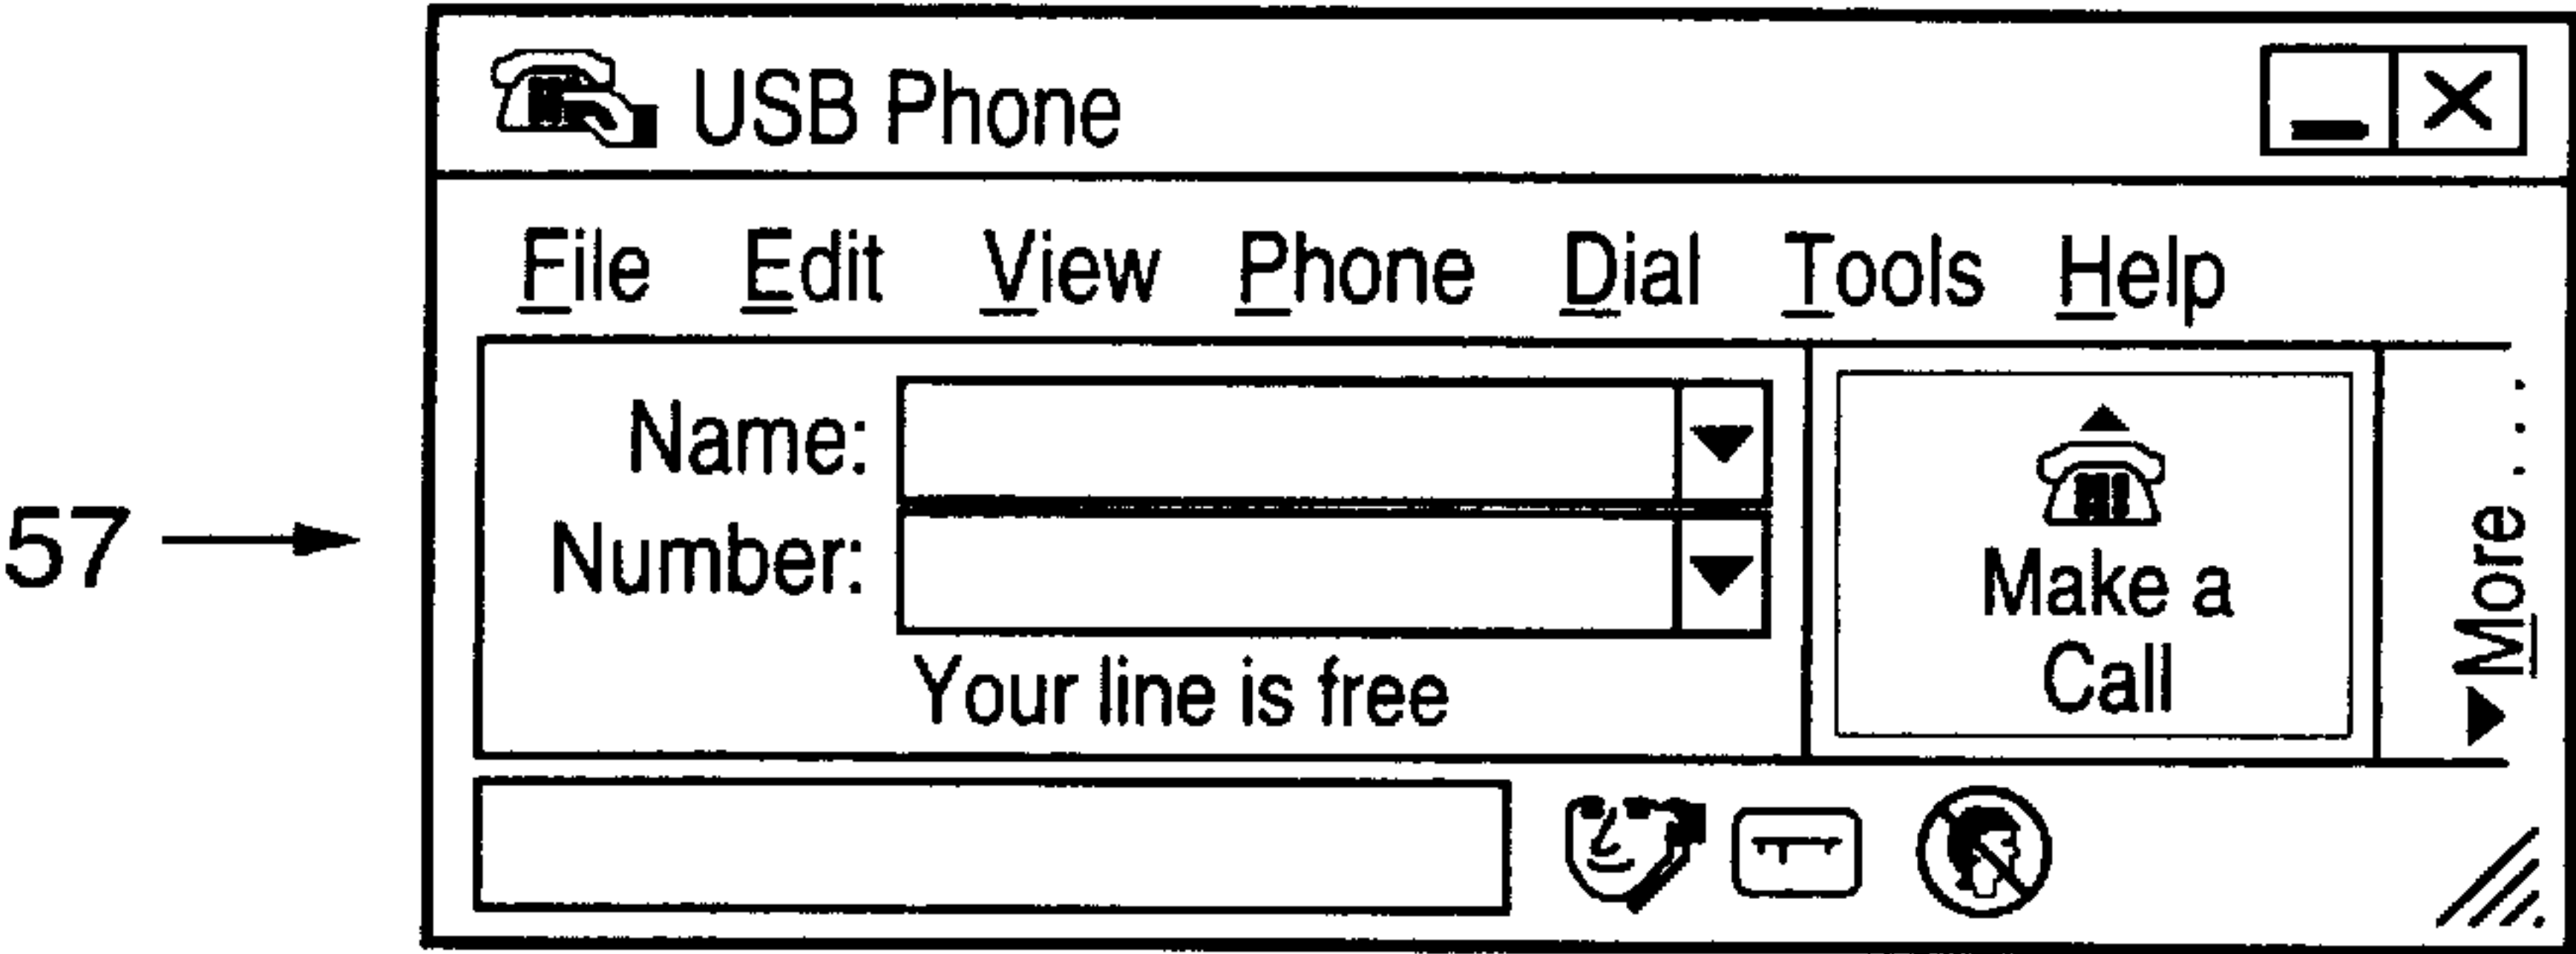 USB Phone
File Edit View Phone Dial Tools Help
Name:
Number:
Your line is free
Make a
Call
More . . .
57